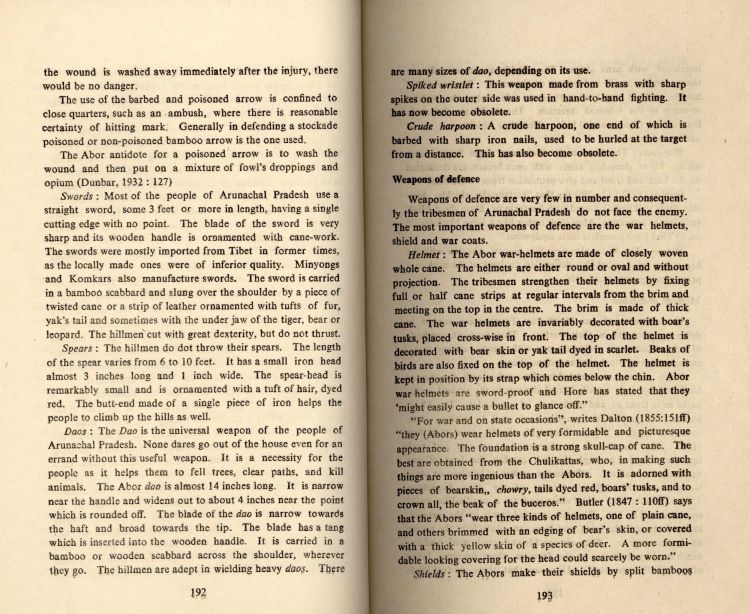 the wound is washed away immediately after the injury, there
would be no danger.
The use of the barbed and poisoned arrow is confined to
close quarters, such as an ambush, where there is reasonable
certainty of hitting mark. Generally in defending a stockade
poisoned or non-poisoned bamboo arrow is the one used.
The Abor antidote for a poisoned arrow is to wash the
wound and then put on a mixture of fowl's droppings and
opium (Dunbar, 1932 : 127)
Swords : Most of the people of Arunachal Pradesh use a
straight sword, some 3 feet or more in length, having a single
cutting edge with no point. The blade of the sword is very
sharp and its wooden handle is ornamented with cane-work.
The swords were mostly imported from Tibet in former times,
as the locally made ones were of inferior quality. Minyongs
and Komkars also manufacture swords. The sword is carried
in a bamboo scabbard and slung over the shoulder by a piece of
twisted cane or a strip of leather ornamented with tufts of fur,
yak's tail and sometimes with the under jaw of the tiger, bear or
leopard. The hillmen cut with great dexterity, but do not thrust.
Spears : The hillmen do dot throw their spears. The length
of the spear varies from 6 to 10 feet. It has a small iron head
almost 3 inches long and 1 inch wide. The spear-head is
remarkably small and is ornamented with a tuft of hair, dyed
red. The butt-end made of a single piece of iron helps the
people to climb up the hills as well.
Daos : The Dao is the universal weapon of the people of
Arunachal Pradesh. None dares go out of the house even for an
errand without this useful weapon. It is a necessity for the
people as it helps them to fell trees, clear paths, and kill
animals. The Abor dao is almost 14 inches long. It is narrow
near the handle and widens out to about 4 inches near the point
which is rounded off. The blade of the dao is narrow towards
the haft and broad towards the tip. The blade has a tang
which is inserted into the wooden handle. It is carried in a
bamboo or wooden scabbard across the shoulder, wherever
they go. The hillmen are adept in wielding heavy daos. There
192
are many sizes of dao, depending on its use.
Spiked wristlet : This weapon made from brass with sharp
spikes on the outer side was used in hand-to-hand fighting. It
has now become obsolete.
Crude harpoon : A crude harpoon, one end of which is
barbed with sharp iron nails, used to be hurled at the target
from a distance. This has also become obsolete.
Weapons of defence
Weapons of defence are very few in number and consequent-
ly the tribesmen of Arunachal Pradesh do not face the enemy.
The most important weapons of defence are the war helmets,
shield and war coats.
Helmet : The Abor war-helmets are made of closely woven
whole cane. The helmets are either round or oval and without
projection. The tribesmen strengthen their helmets by fixing
full or half cane strips at regular intervals from the brim and
meeting on the top in the centre. The brim is made of thick
cane. The war helmets are invariably decorated with boar's
tusks, placed cross-wise in front. The top of the helmet is
decorated with bear skin or yak tail dyed in scarlet. Beaks of
birds are also fixed on the top of the helmet. The helmet is
kept in position by its strap which comes below the chin. Abor
war helmets are sword-proof and Hore has stated that they
'might easily cause a bullet to glance off."
"For war and on state occasions", writes Dalton (1855:151ff)
"they (Abors) wear helmets of very formidable and picturesque
appearance. The foundation is a strong skull-cap of cane. The
best are obtained from the Chulikattas, who, in making such
things are more ingenious than the Abors. It is adorned with
pieces of bearskin,, chowry, tails dyed red, boars' tusks, and to
crown all, the beak of the buceros." Butler (1847 : 110ff) says
that the Abors "wear three kinds of helmets, one of plain cane,
and others brimmed with an edging of bear's skin, or covered
with a thick yellow skin of a species of deer. A more formi-
dable looking covering for the head could scarcely be worn."
Shields : The Abors make their shields by split bamboos
193